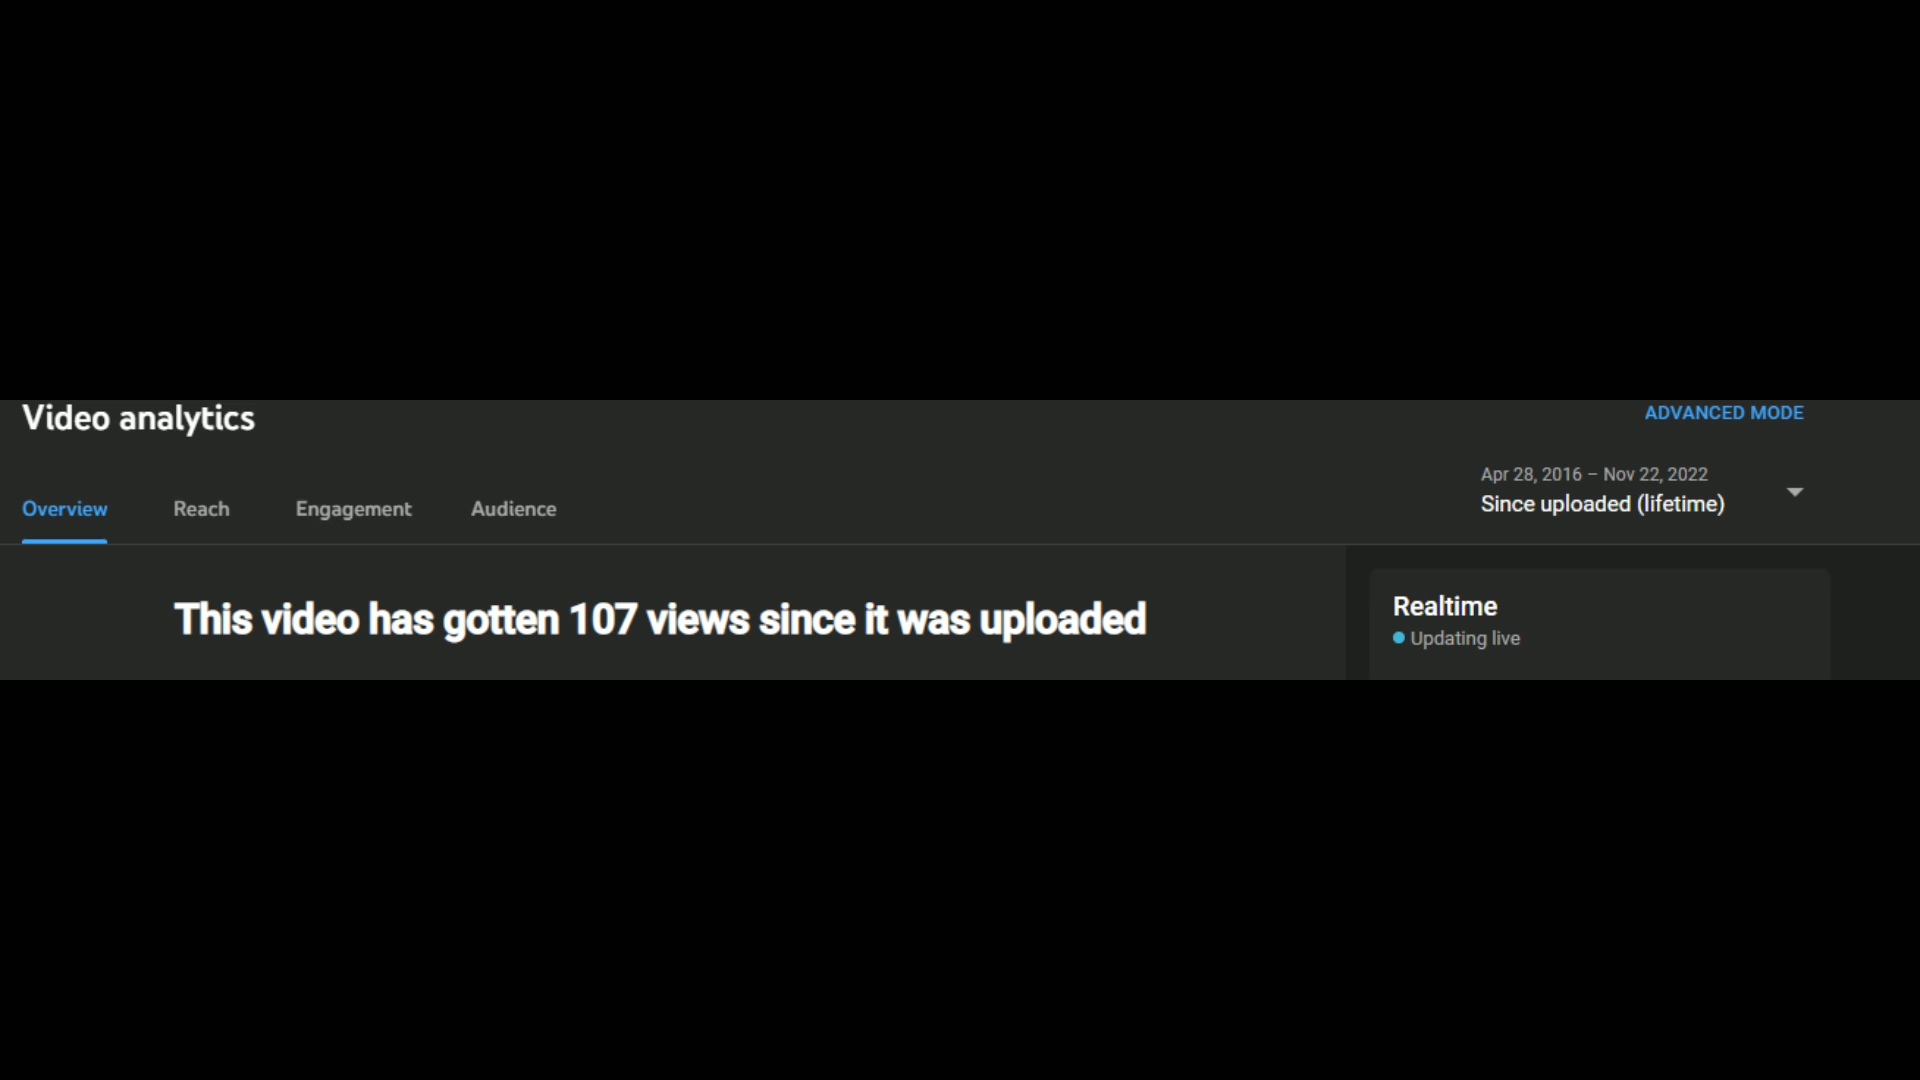 Video analytics
ADVANCED MODE
Apr 28, 2016 – Nov 22, 2022
Since uploaded (lifetime)
Overview Reach Engagement Audience
This video has gotten 107 views since it was uploaded
Realtime
Updating live